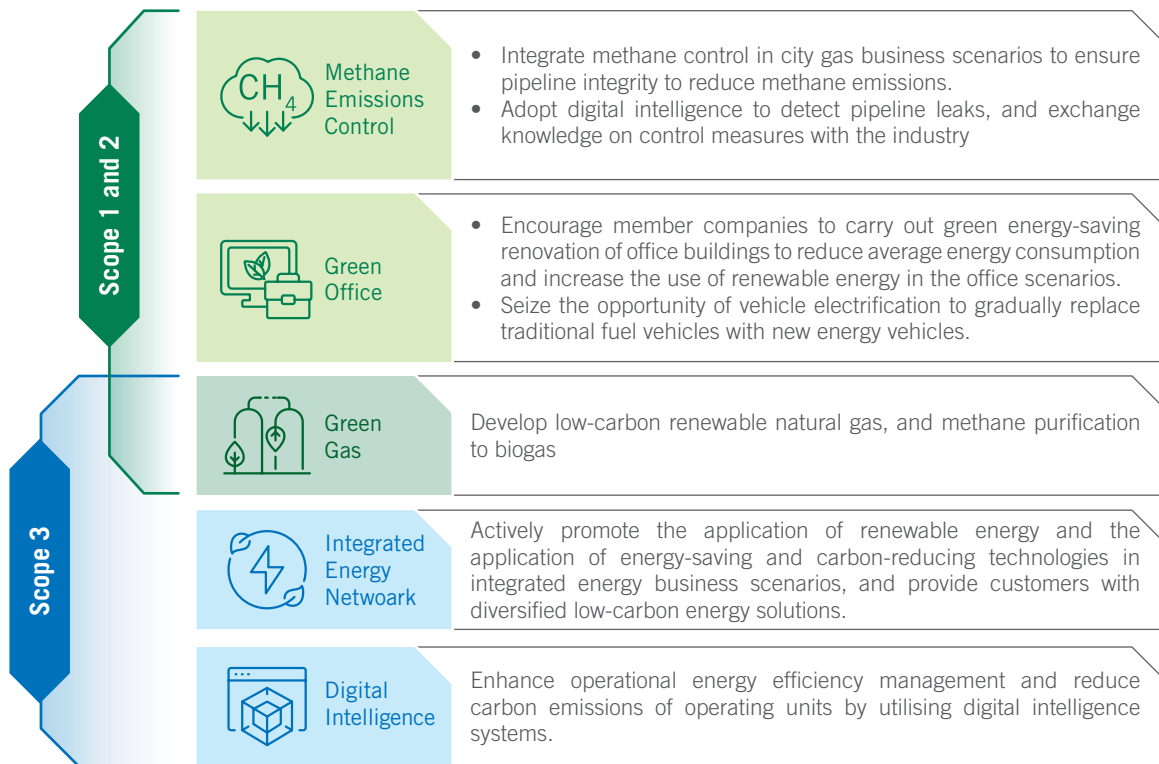 Scope 1 and 2
CH4
Methane
Emissions
Control
• Integrate methane control in city gas business scenarios to ensure
pipeline integrity to reduce methane emissions.
• Adopt digital intelligence to detect pipeline leaks, and exchange
knowledge on control measures with the industry
Green
Office
• Encourage member companies to carry out green energy-saving
renovation of office buildings to reduce average energy consumption
and increase the use of renewable energy in the office scenarios.
• Seize the opportunity of vehicle electrification to gradually replace
traditional fuel vehicles with new energy vehicles.
Scope 3
Green
Gas
Develop low-carbon renewable natural gas, and methane purification
to biogas
Integrated
Energy
Netwoark
Actively promote the application of renewable energy and the
application of energy-saving and carbon-reducing technologies in
integrated energy business scenarios, and provide customers with
diversified low-carbon energy solutions.
Digital
Intelligence
Enhance operational energy efficiency management and reduce
carbon emissions of operating units by utilising digital intelligence
systems.